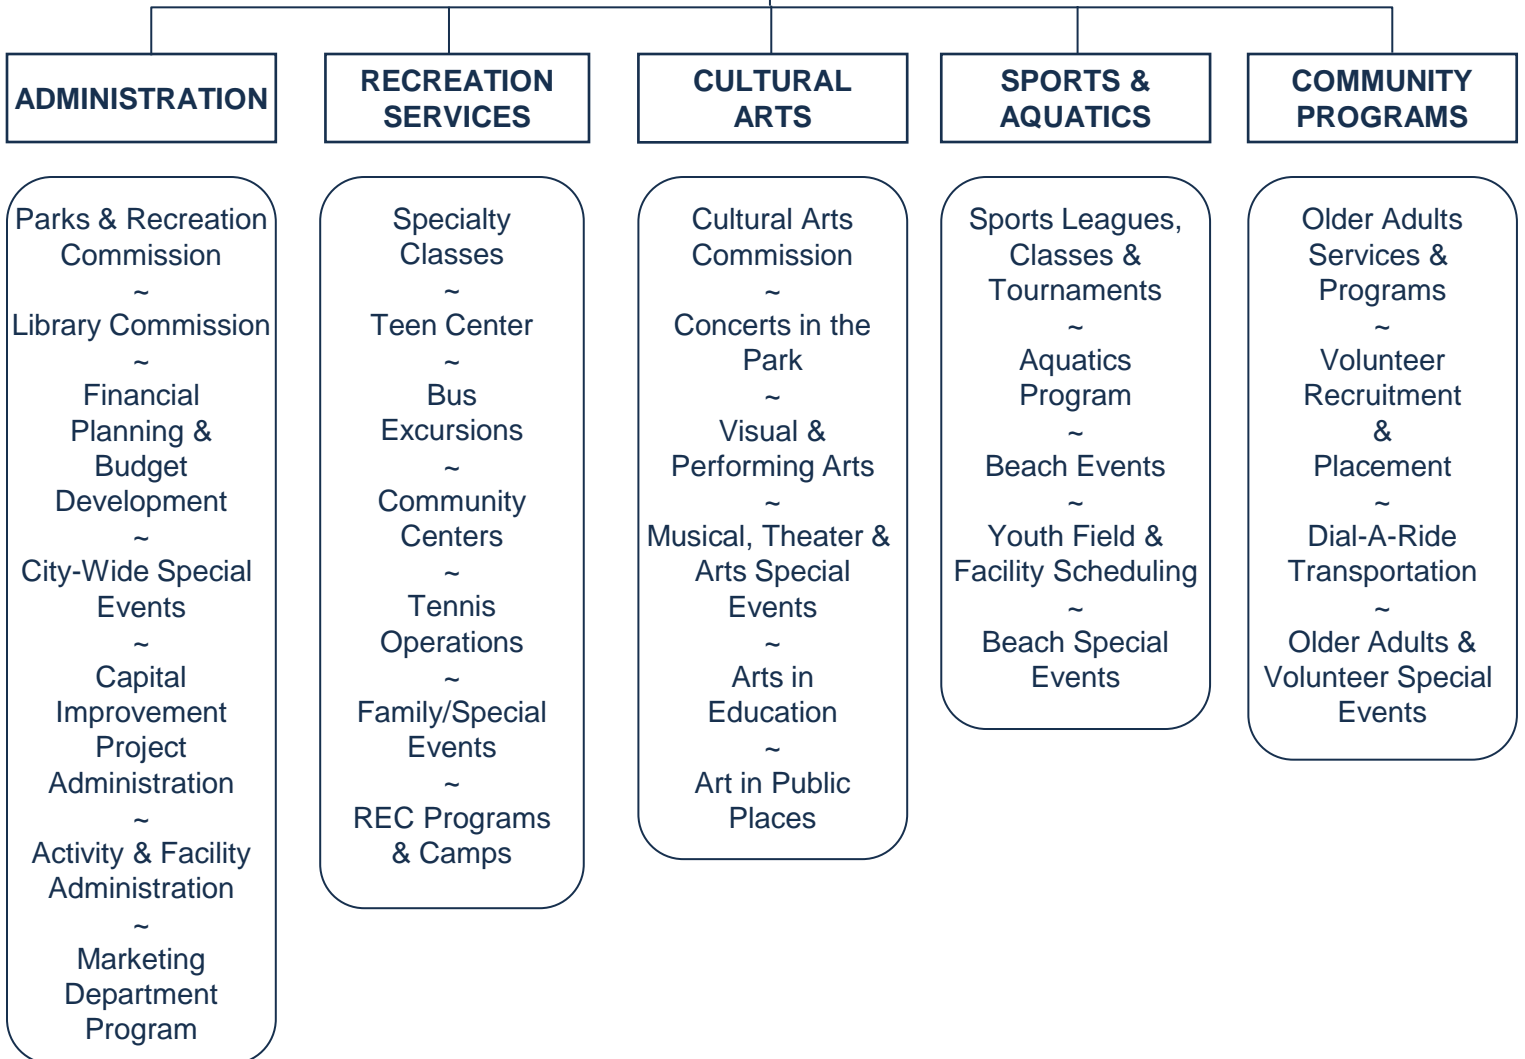 ADMINISTRATION
RECREATION
SERVICES
CULTURAL
ARTS
SPORTS &
AQUATICS
COMMUNITY
PROGRAMS
Parks & Recreation
Commission
~
Library Commission
~
Financial
Planning &
Budget
Development
~
City-Wide Special
Events
~
Capital
Improvement
Project
Administration
~
Activity & Facility
Administration
~
Marketing
Department
Program
Specialty
Classes
~
Teen Center
~
Bus
Excursions
~
Community
Centers
~
Tennis
Operations
~
Family/Special
Events
~
REC Programs
& Camps
Cultural Arts
Commission
~
Concerts in the
Park
~
Visual &
Performing Arts
~
Musical, Theater &
Arts Special
Events
~
Arts in
Education
~
Art in Public
Places
Sports Leagues,
Classes &
Tournaments
~
Aquatics
Program
~
Beach Events
~
Youth Field &
Facility Scheduling
~
Beach Special
Events
Older Adults
Services &
Programs
~
Volunteer
Recruitment
&
Placement
~
Dial-A-Ride
Transportation
~
Older Adults &
Volunteer Special
Events